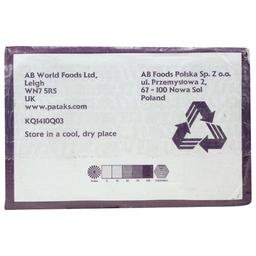 AB World Foods Ltd,
Leigh
WN7 5RS
UK
www.pataks.com
KQ1410Q03
Store in a cool, dry place
AB Foods Polska Sp. Z o.o.
ul. Przemysłowa 2,
67 - 100 Nowa Sol
Poland